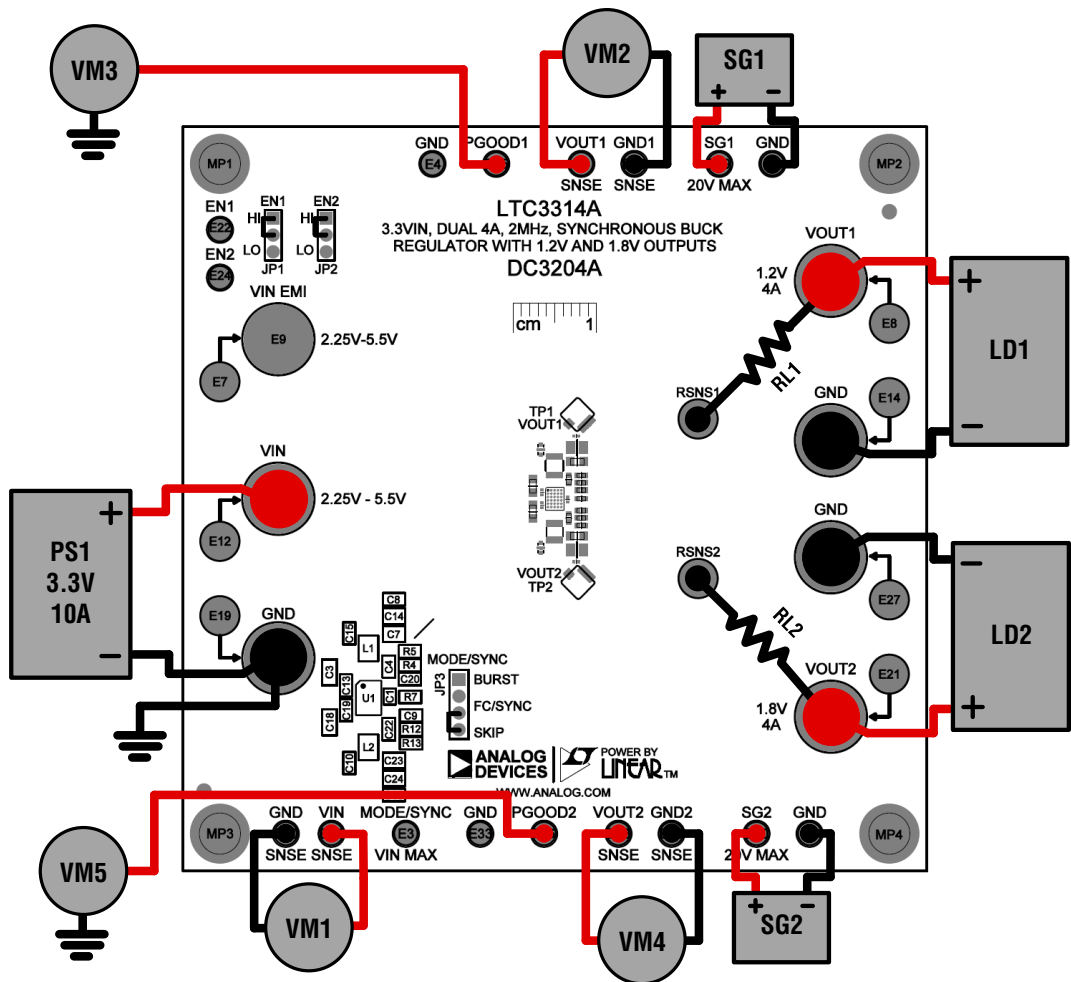 VM3
VM2
SG1
+ −
GND
E4
PGOOD1
VOUT1
SNSE
GND1
SNSE
SG1
20V MAX
GND
MP1
MP2
EN1
E22
EN2
E24
EN1
HI
LO
JP1
EN2
HI
LO
JP2
LTC3314A
3.3VIN, DUAL 4A, 2MHz, SYNCHRONOUS BUCK
REGULATOR WITH 1.2V AND 1.8V OUTPUTS
DC3204A
cm 1
VIN EMI
E9
2.25V-5.5V
E7
VOUT1
1.2V
4A
E8
+
LD1
−
RL1
RSNS1
GND
E14
TP1
VOUT1
VIN
2.25V - 5.5V
E12
+
PS1
3.3V
10A
−
E19
GND
VOUT2
TP2
RSNS2
RL2
GND
E27
−
LD2
+
VOUT2
E21
1.8V
4A
C8
C14
C7
C15
L1
R5
R4
C4
C20
C3
C13
C19
U1
C1
R7
C18
C9
C22
R12
R13
L2
C10
C23
C24
MODE/SYNC
JP3
BURST
FC/SYNC
SKIP
ANALOG
DEVICES
POWER BY
LINEAR TM
WWW.ANALOG.COM
MP3
GND
SNSE
VIN
SNSE
MODE/SYNC
E3
VIN MAX
GND
E33
PGOOD2
VOUT2
SNSE
GND2
SNSE
SG2
20V MAX
GND
MP4
VM5
VM1
VM4
+ −
SG2